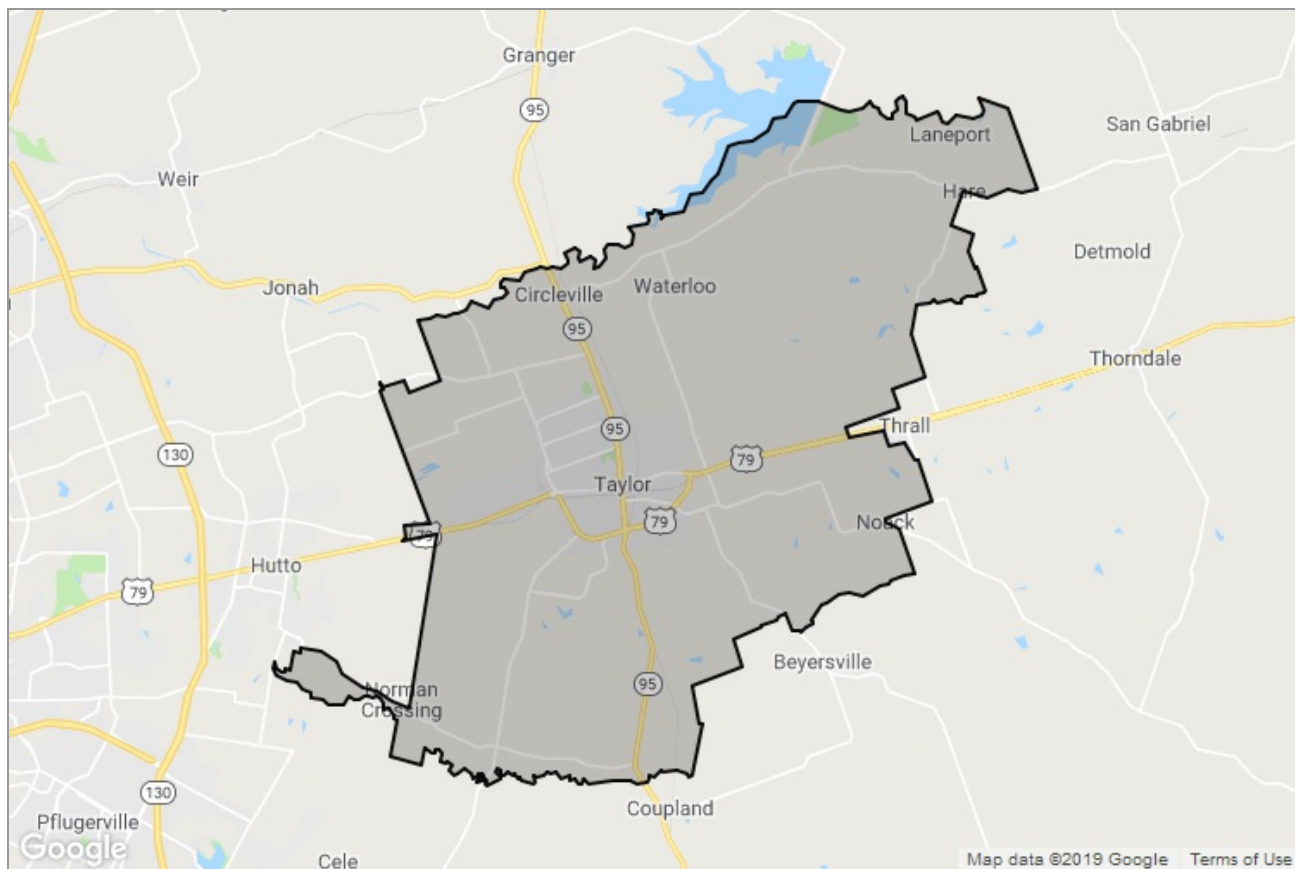 Granger
95
Laneport
San Gabriel
Weir
Hare
Detmold
Jonah
Circleville
Waterloo
95
Thorndale
95
Thrall
130
79
Taylor
79
Noack
79
Hutto
79
Beyersville
95
Norman
Crossing
130
Coupland
Pflugerville
Google
Cele
Map data ©2019 Google
Terms of Use